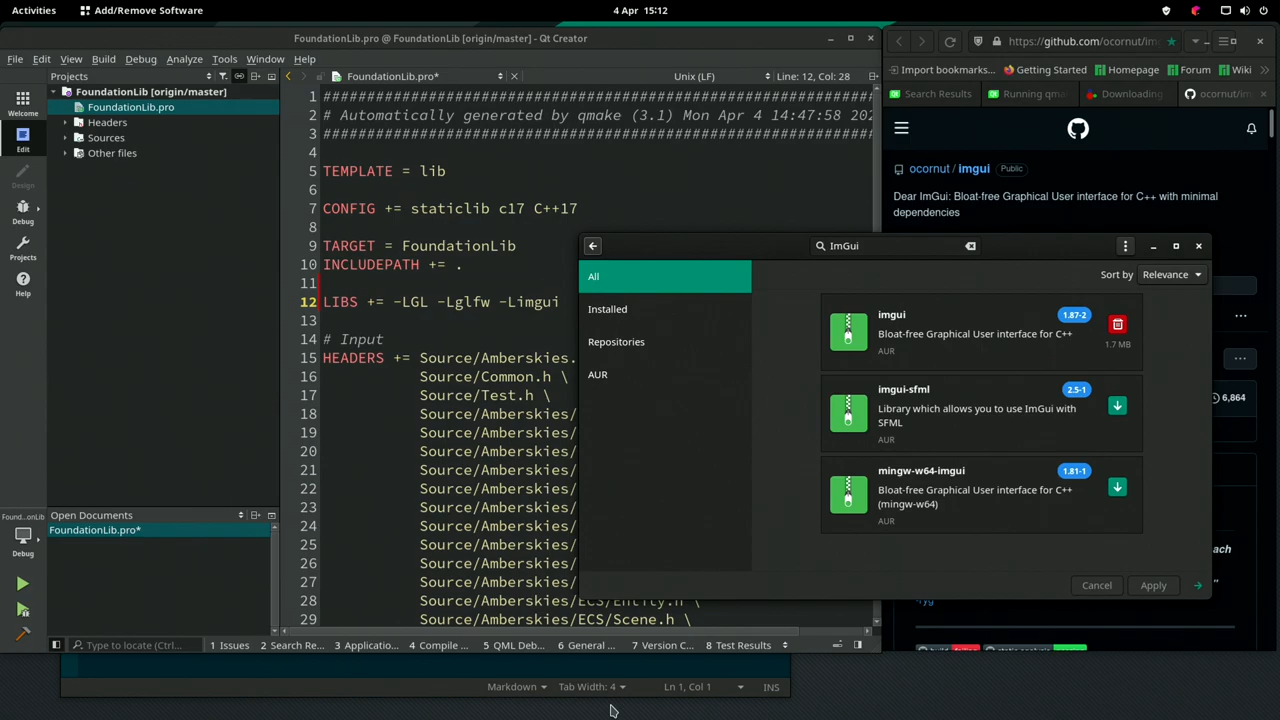 Activities
Add/Remove Software
4 Apr 15:12
FoundationLib.pro @ FoundationLib [origin/master] - Qt Creator
File Edit View Build Debug Analyze Tools Window Help
Projects
FoundationLib [origin/master]
FoundationLib.pro
Headers
Sources
Other files
Welcome
Edit
Design
Debug
Projects
Help
FoundationLib.pro*
Unix (LF)
Line: 12, Col: 28
1 ##########################################################
2 # Automatically generated by qmake (3.1) Mon Apr 4 14:47:58 202
3 ##########################################################
4
5 TEMPLATE = lib
6
7 CONFIG += staticlib c17 C++17
8
9 TARGET = FoundationLib
10 INCLUDEPATH += .
11
12 LIBS += -LGL -Lglfw -Limgui
13
14 # Input
15 HEADERS += Source/Amberskies.
16 Source/Common.h \
17 Source/Test.h \
18 Source/Amberskies/
19 Source/Amberskies/
20 Source/Amberskies/
21 Source/Amberskies/
22 Source/Amberskies/
23 Source/Amberskies/
24 Source/Amberskies/
25 Source/Amberskies/
26 Source/Amberskies/
27 Source/Amberskies/
28 Source/Amberskies/ECS/Entity.h \
29 Source/Amberskies/ECS/Scene.h \
Open Documents
FoundationLib.pro*
Found...onLib
Debug
Type to locate (Ctrl...
1 Issues
2 Search Re...
3 Applicatio...
4 Compile ...
5 QML Deb...
6 General ...
7 Version C...
8 Test Results
Markdown
Tab Width: 4
Ln 1, Col 1
INS
https://github.com/ocornut/im
Import bookmarks...
Getting Started
Homepage
Forum
Wiki
Search Results
Running qma
Downloading
ocornut/im
ocornut / imgui
Public
Dear ImGui: Bloat-free Graphical User interface for C++ with minimal
dependencies
6,864
ImGui
Sort by
Relevance
All
Installed
Repositories
AUR
imgui
1.87-2
Bloat-free Graphical User interface for C++
AUR
1.7 MB
imgui-sfml
2.5-1
Library which allows you to use ImGui with
SFML
AUR
mingw-w64-imgui
1.81-1
Bloat-free Graphical User interface for C++
(mingw-w64)
AUR
Cancel
Apply